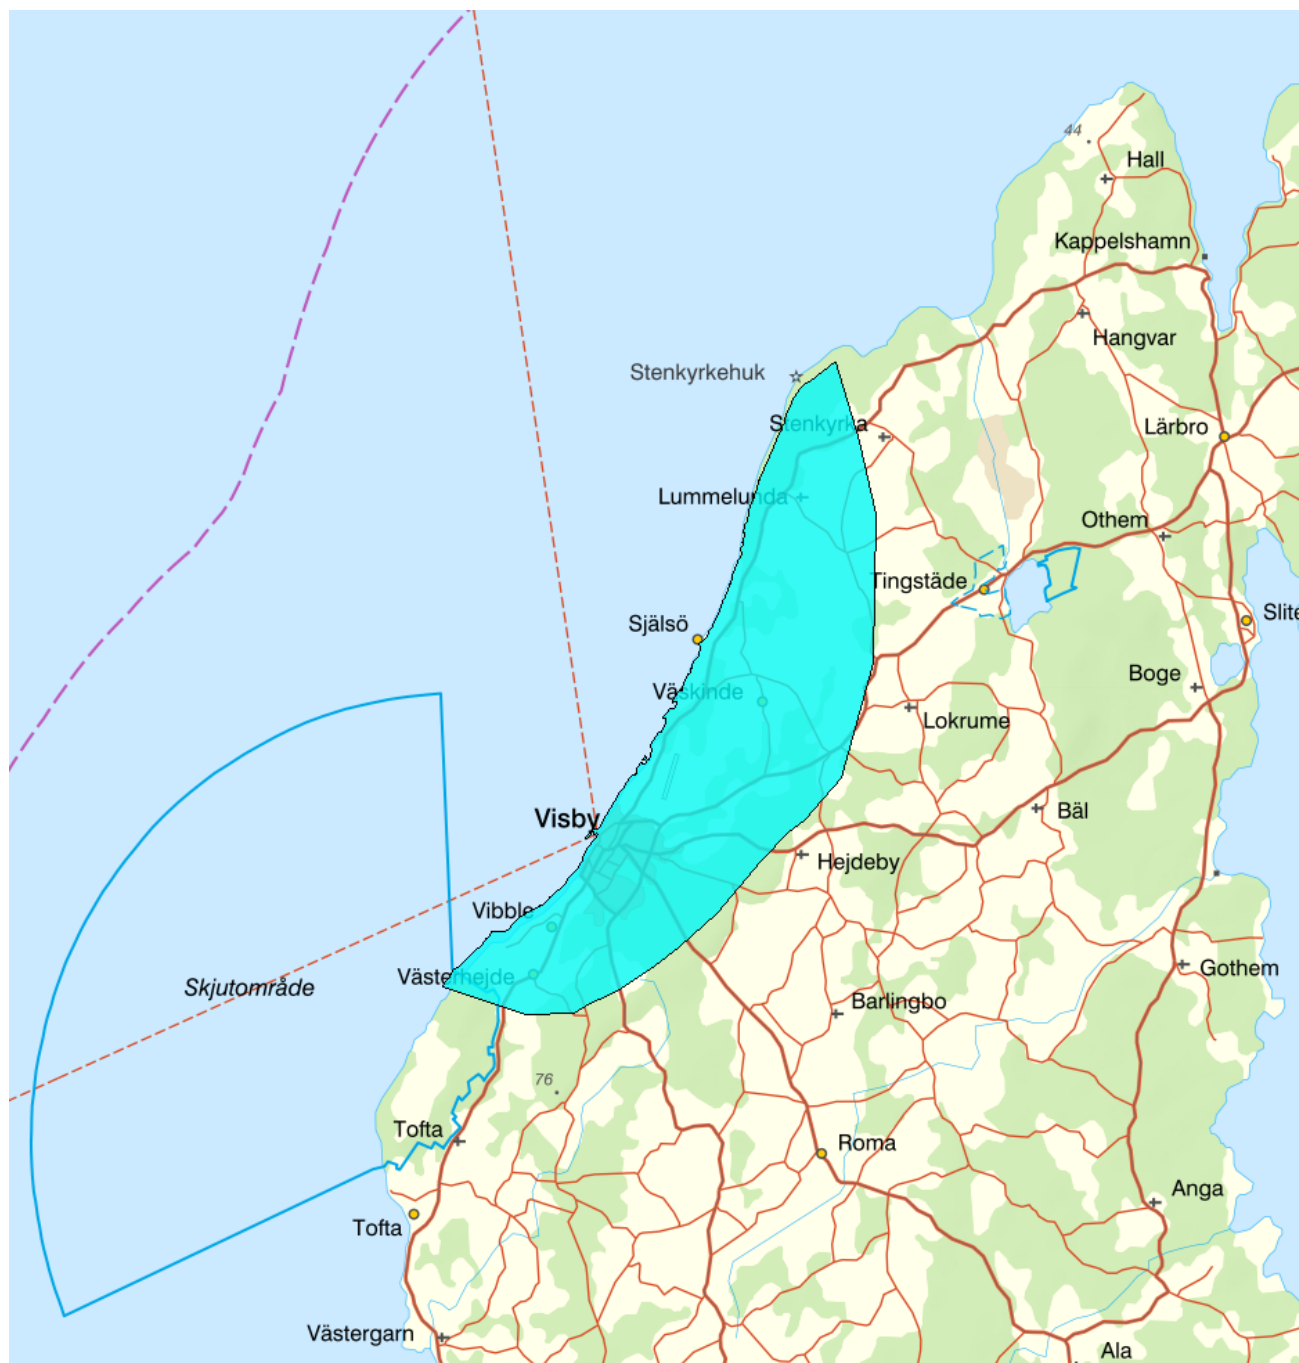 44
Hall
Kappelshamn
Hangvar
Stenkyrkehuk
Stenkyrka
Lärbro
Lummelunda
Othem
Tingstäde
Själsö
Slite
Väskinde
Boge
Lokrume
Visby
Bäl
Hejdeby
Vibble
Västerhejde
Gothem
Skjutområde
Barlingbo
76
Tofta
Roma
Anga
Tofta
Västergarn
Ala